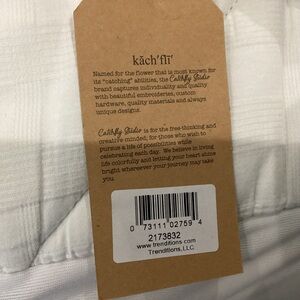 kăch'flī'
Named for the flower that is most known for
its "catching" abilities, the Catchfly Studio
brand captures individuality and quality
with beautiful embroideries, custom
hardware, quality materials and always
unique designs.
Catchfly Studio is for the free-thinking and
creative minded; for those who wish to
pursue a life of possibilities while
celebrating each day. We believe in living
life colorfully and letting your heart shine
bright whereever your journey may take
you.
0 73111 02759 4
2173832
www.trenditions.com
Trenditions, LLC